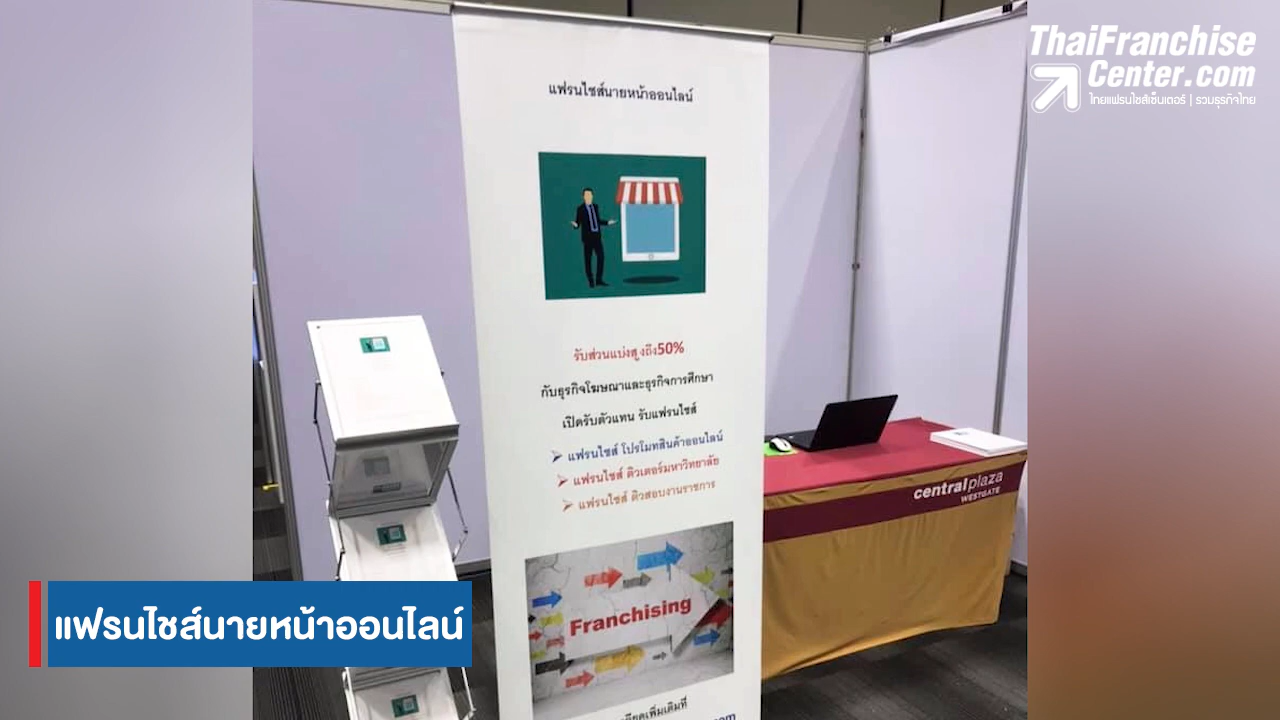 ThaiFranchise
Center.com
ไทยแฟรนไชส์เซ็นเตอร์ | รวมธุรกิจไทย
แฟรนไชส์นายหน้าออนไลน์
รับส่วนแบ่งสูงถึง50%
กับธุรกิจโฆษณาและธุรกิจการศึกษา
เปิดรับตัวแทน รับแฟรนไชส์
➢ แฟรนไชส์ โปรโมทสินค้าออนไลน์
➢ แฟรนไชส์ ติวเตอร์มหาวิทยาลัย
➢ แฟรนไชส์ ติวสอบงานราชการ
centralplaza
WESTGATE
Franchising
แฟรนไชส์นายหน้าออนไลน์
เพิ่มเติมที่